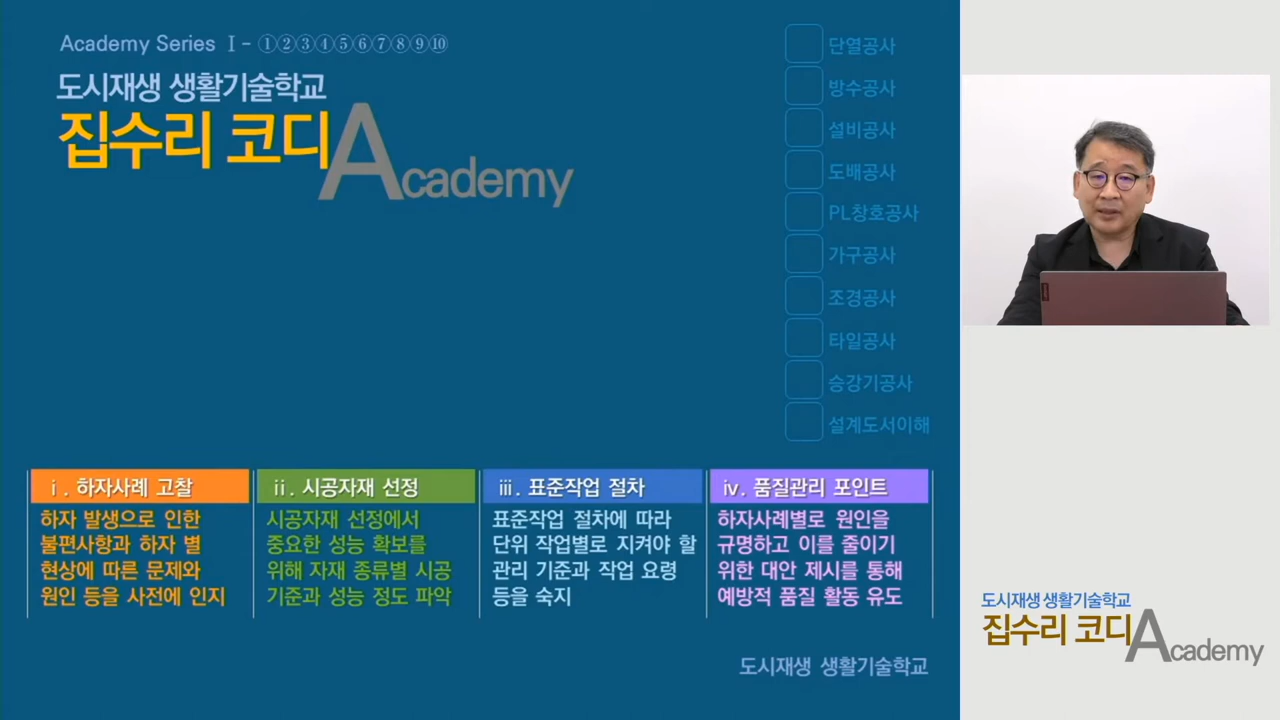 Academy Series Ⅰ- ①②③④⑤⑥⑦⑧⑨⑩
도시재생 생활기술학교
집수리 코디Academy
단열공사
방수공사
설비공사
도배공사
PL창호공사
가구공사
조경공사
타일공사
승강기공사
설계도서이해
ⅰ. 하자사례 고찰
하자 발생으로 인한
불편사항과 하자 별
현상에 따른 문제와
원인 등을 사전에 인지
ⅱ. 시공자재 선정
시공자재 선정에서
중요한 성능 확보를
위해 자재 종류별 시공
기준과 성능 정도 파악
ⅲ. 표준작업 절차
표준작업 절차에 따라
단위 작업별로 지켜야 할
관리 기준과 작업 요령
등을 숙지
ⅳ. 품질관리 포인트
하자사례별로 원인을
규명하고 이를 줄이기
위한 대안 제시를 통해
예방적 품질 활동 유도
도시재생 생활기술학교
도시재생 생활기술학교
집수리 코디Academy